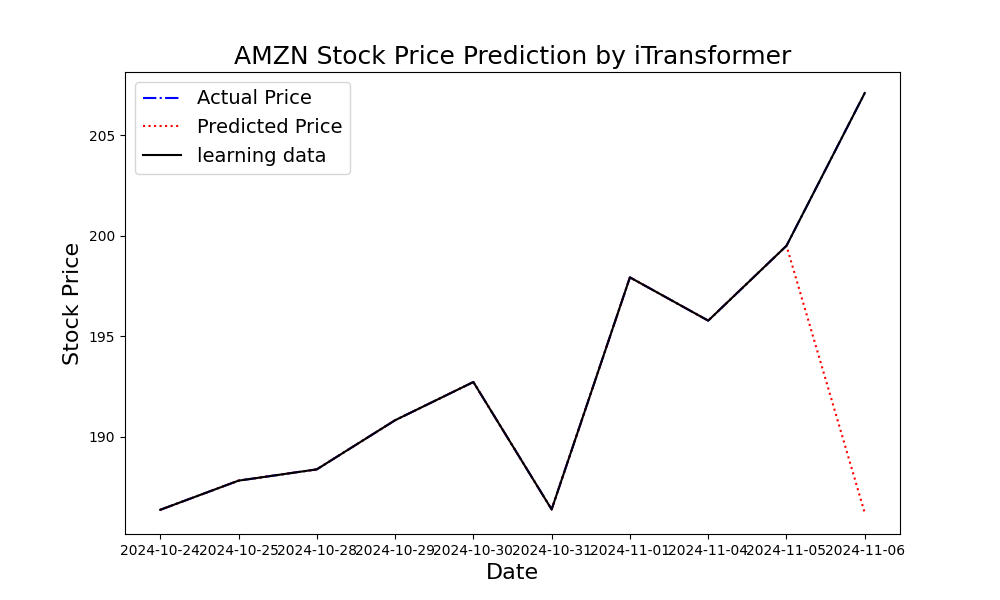 AMZN Stock Price Prediction by iTransformer
Actual Price
Predicted Price
learning data
205
200
195
190
Stock Price
2024-10-24 2024-10-25 2024-10-28 2024-10-29 2024-10-30 2024-10-31 2024-11-01 2024-11-04 2024-11-05 2024-11-06
Date